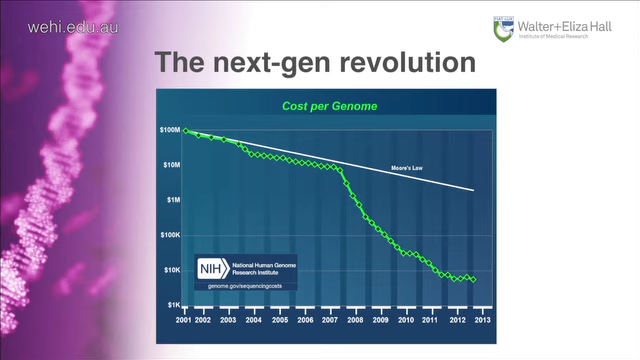 wehi.edu.au
Walter+Eliza Hall
Institute of Medical Research
The next-gen revolution
Cost per Genome
$100M
$10M
$1M
$100K
$10K
$1K
Moore's Law
NIH
National Human Genome
Research Institute
genome.gov/sequencingcosts
2001 2002 2003 2004 2005 2006 2007 2008 2009 2010 2011 2012 2013